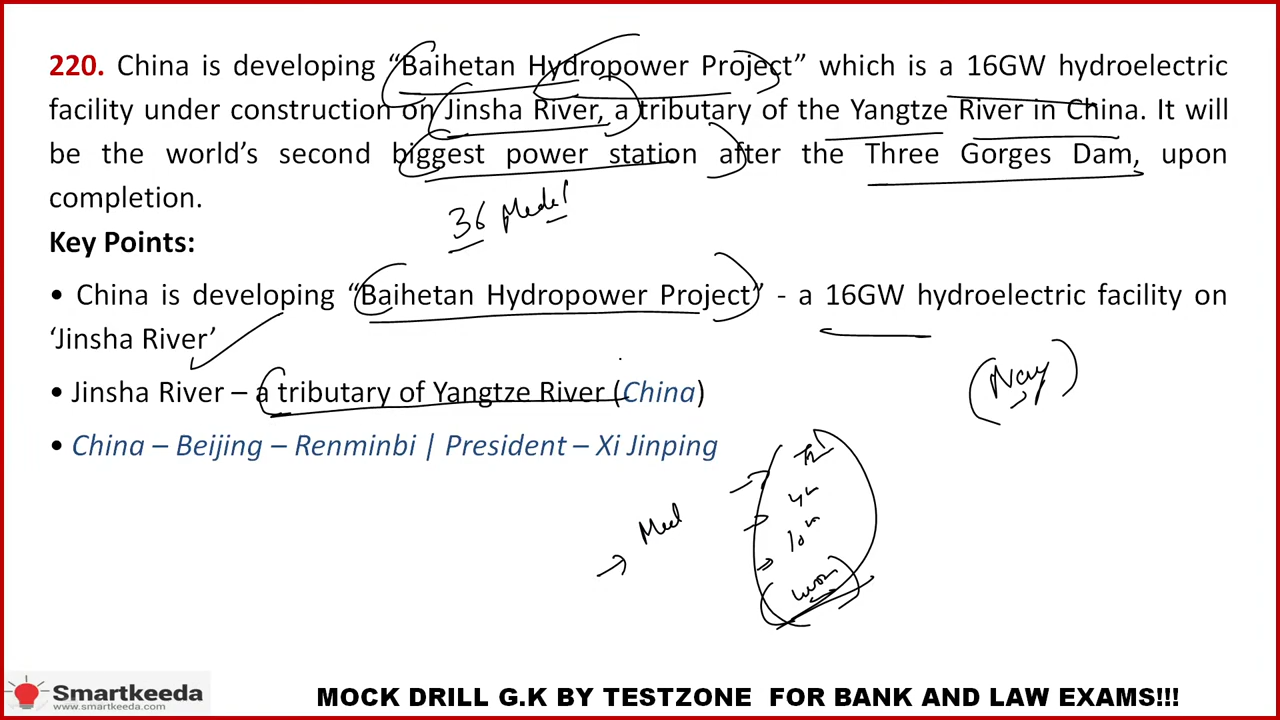 220. China is developing “Baihetan Hydropower Project” which is a 16GW hydroelectric
facility under construction on Jinsha River, a tributary of the Yangtze River in China. It will
be the world’s second biggest power station after the Three Gorges Dam, upon
completion.
36 Medel
Key Points:
• China is developing “Baihetan Hydropower Project” - a 16GW hydroelectric facility on
‘Jinsha River’
• Jinsha River – a tributary of Yangtze River (China)
• China – Beijing – Renminbi | President – Xi Jinping
Smartkeeda
www.smartkeeda.com
MOCK DRILL G.K BY TESTZONE FOR BANK AND LAW EXAMS!!!